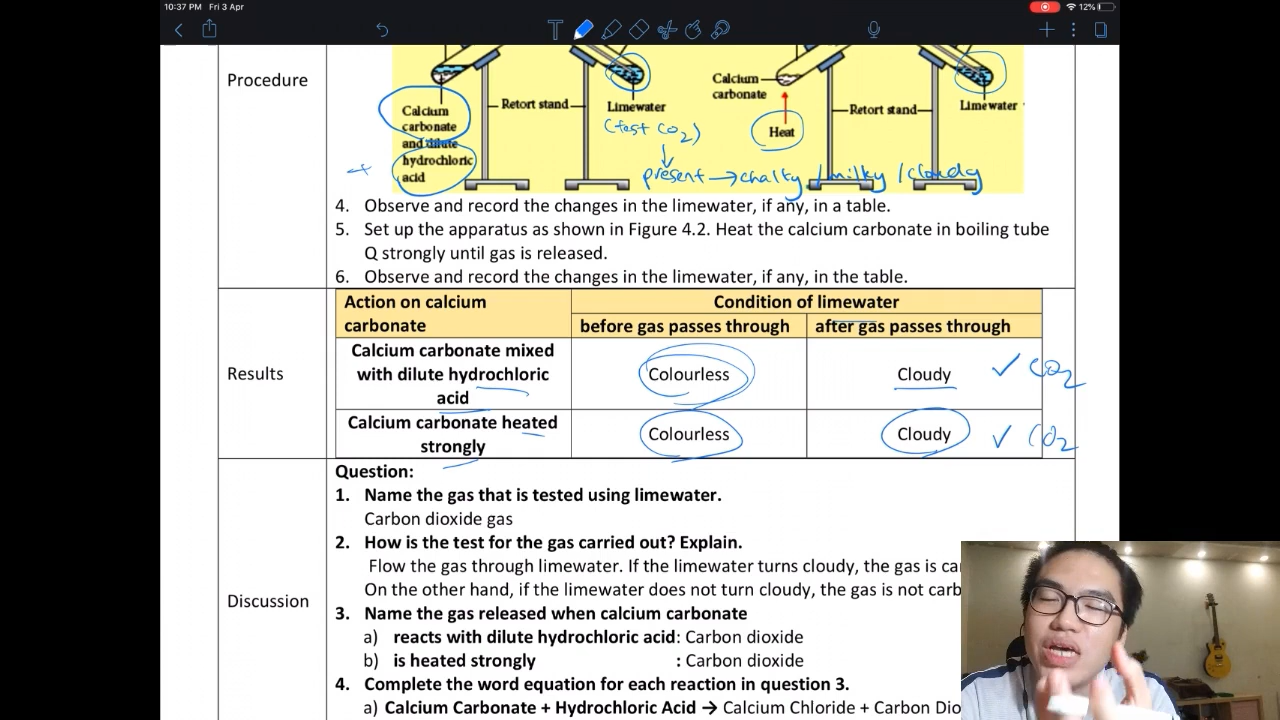 10:37 PM Fri 3 Apr
12%
Procedure
Calcium
carbonate
and dilute
hydrochloric
acid
+
Retort stand
Limewater
(test CO2)
present → chalky / milky / cloudy
Calcium
carbonate
Heat
Retort stand
Limewater
4. Observe and record the changes in the limewater, if any, in a table.
5. Set up the apparatus as shown in Figure 4.2. Heat the calcium carbonate in boiling tube
Q strongly until gas is released.
6. Observe and record the changes in the limewater, if any, in the table.
Results
Action on calcium
carbonate
Condition of limewater
before gas passes through
after gas passes through
Calcium carbonate mixed
with dilute hydrochloric
acid
Colourless
Cloudy
✓ CO2
Calcium carbonate heated
strongly
Colourless
Cloudy
✓ CO2
Discussion
Question:
1. Name the gas that is tested using limewater.
Carbon dioxide gas
2. How is the test for the gas carried out? Explain.
Flow the gas through limewater. If the limewater turns cloudy, the gas is
On the other hand, if the limewater does not turn cloudy, the gas is not
3. Name the gas released when calcium carbonate
a) reacts with dilute hydrochloric acid: Carbon dioxide
b) is heated strongly : Carbon dioxide
4. Complete the word equation for each reaction in question 3.
a) Calcium Carbonate + Hydrochloric Acid → Calcium Chloride + Carbon